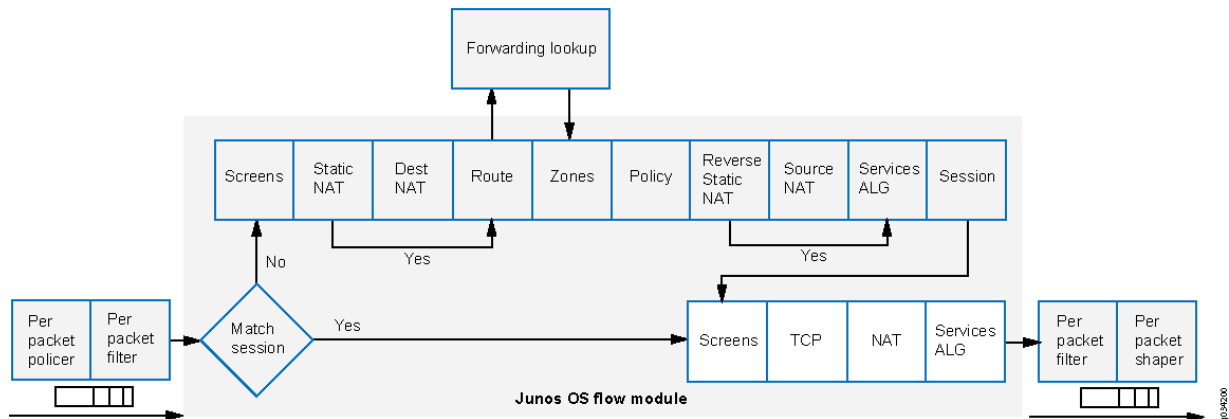 Forwarding lookup
Screens
Static
NAT
Dest
NAT
Route
Zones
Policy
Reverse
Static
NAT
Source
NAT
Services
ALG
Session
Yes
Yes
No
Per
packet
policer
Per
packet
filter
Match
session
Yes
Screens
TCP
NAT
Services
ALG
Per
packet
filter
Per
packet
shaper
Junos OS flow module
g034200